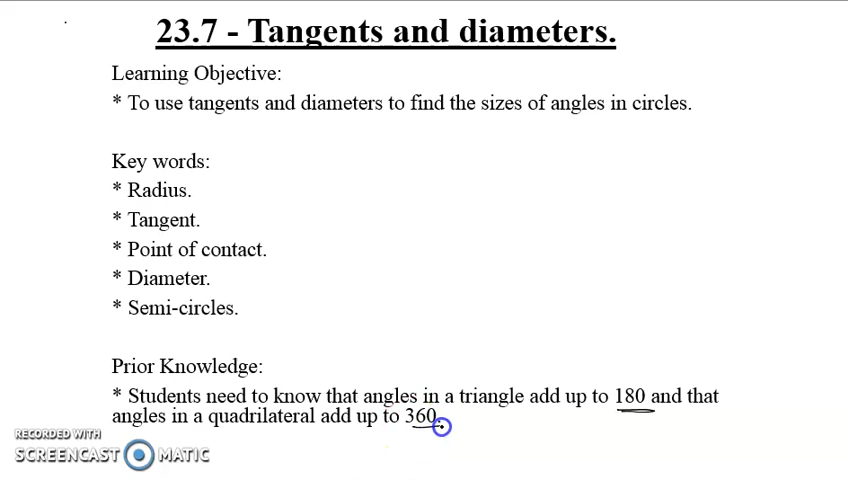 23.7 - Tangents and diameters.
Learning Objective:
* To use tangents and diameters to find the sizes of angles in circles.
Key words:
* Radius.
* Tangent.
* Point of contact.
* Diameter.
* Semi-circles.
Prior Knowledge:
* Students need to know that angles in a triangle add up to 180 and that
angles in a quadrilateral add up to 360.
RECORDED WITH
SCREENCAST MATIC